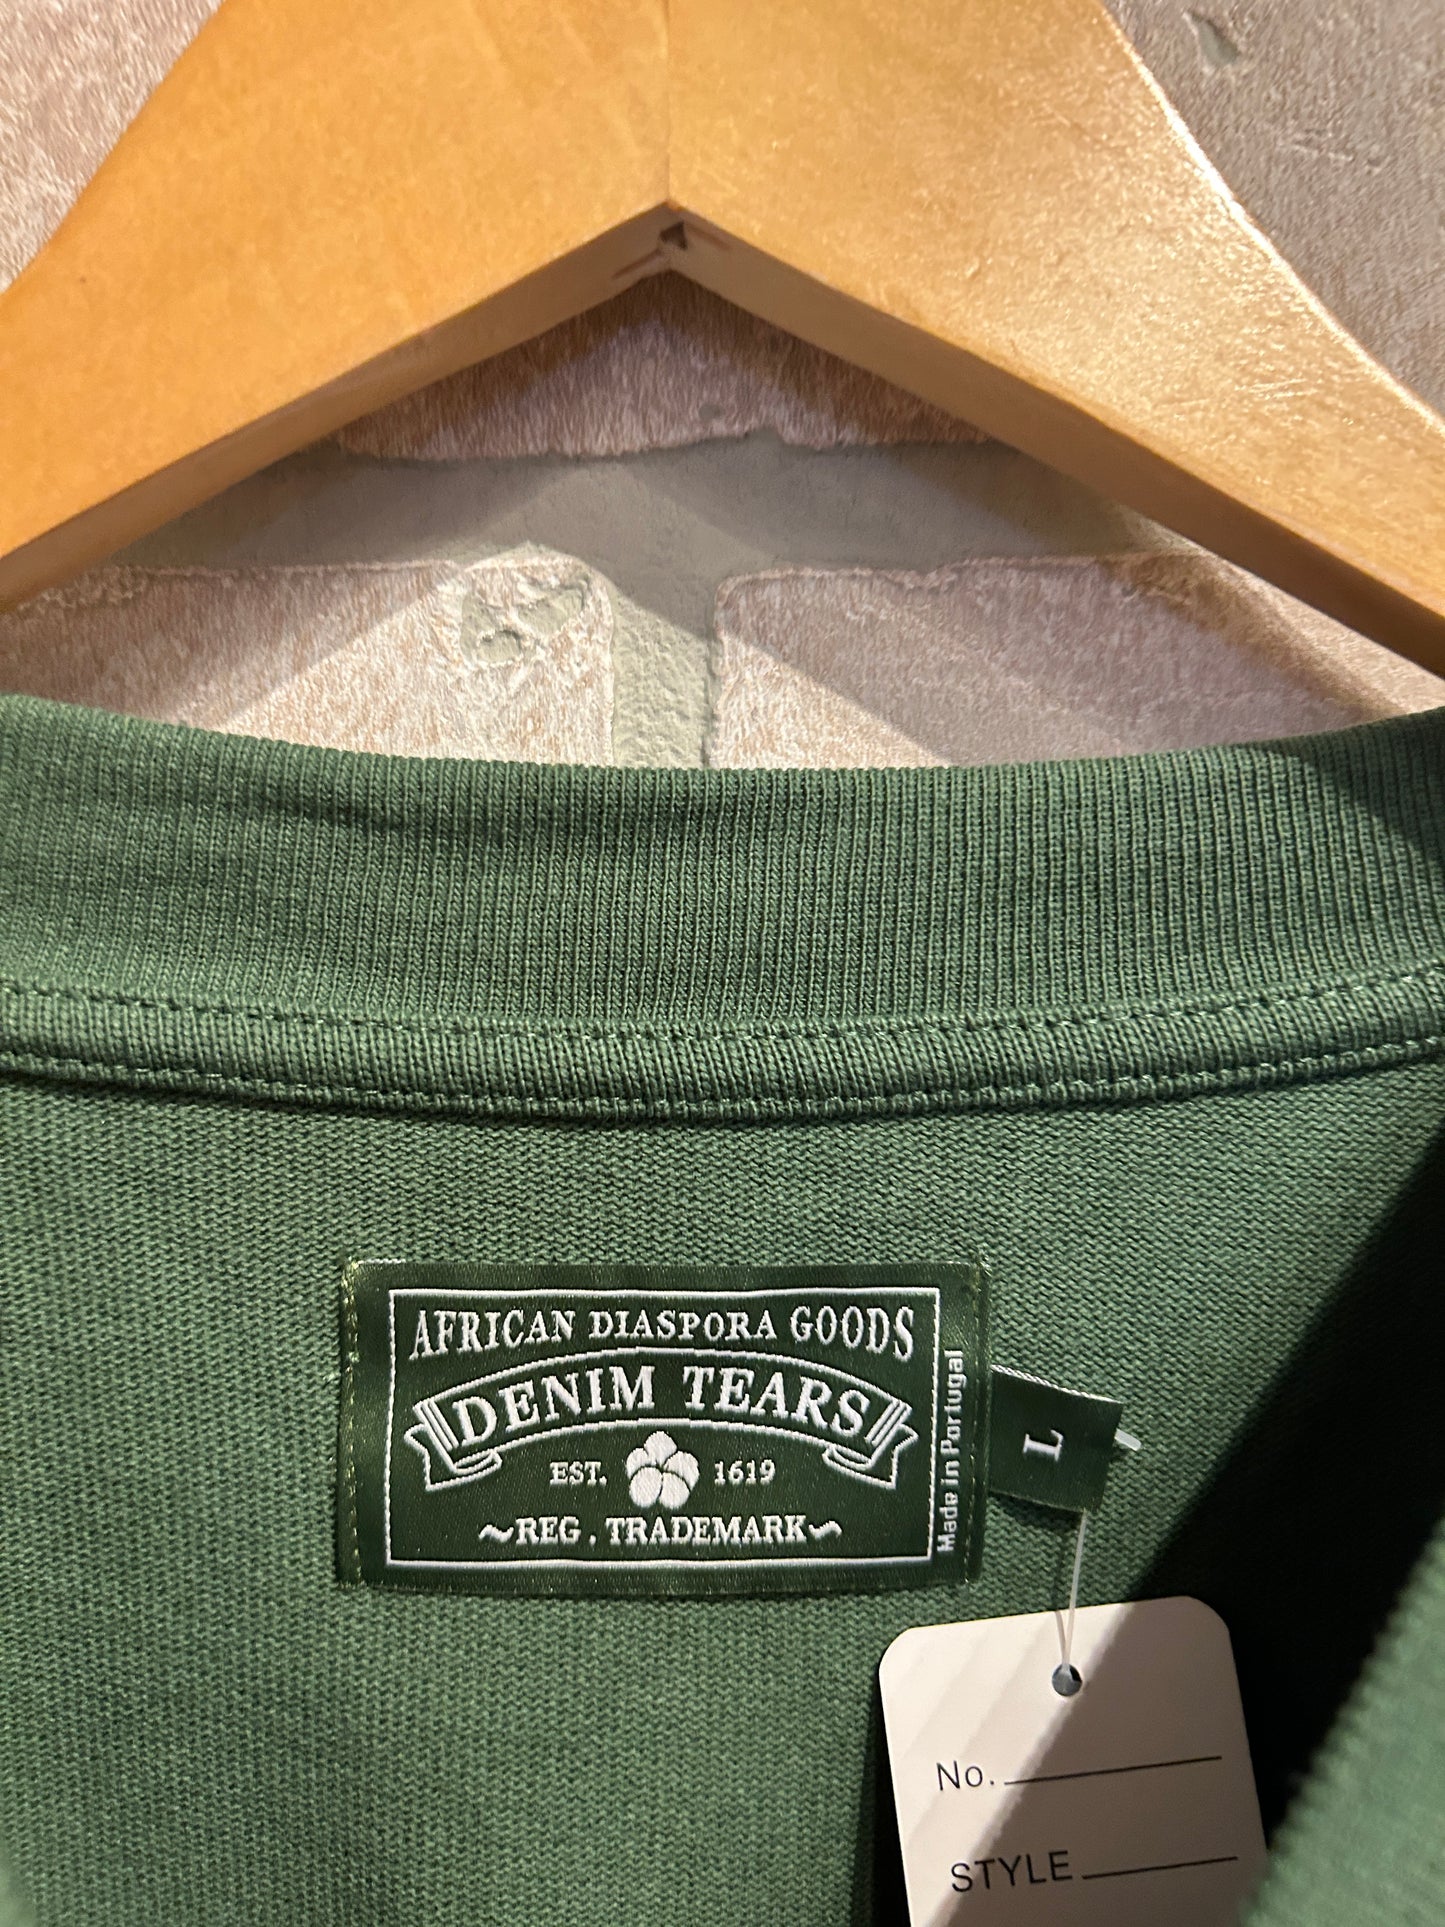 AFRICAN DIASPORA GOODS
DENIM TEARS
EST. 1619
~REG. TRADEMARK~
Made in Portugal
L
No.
STYLE